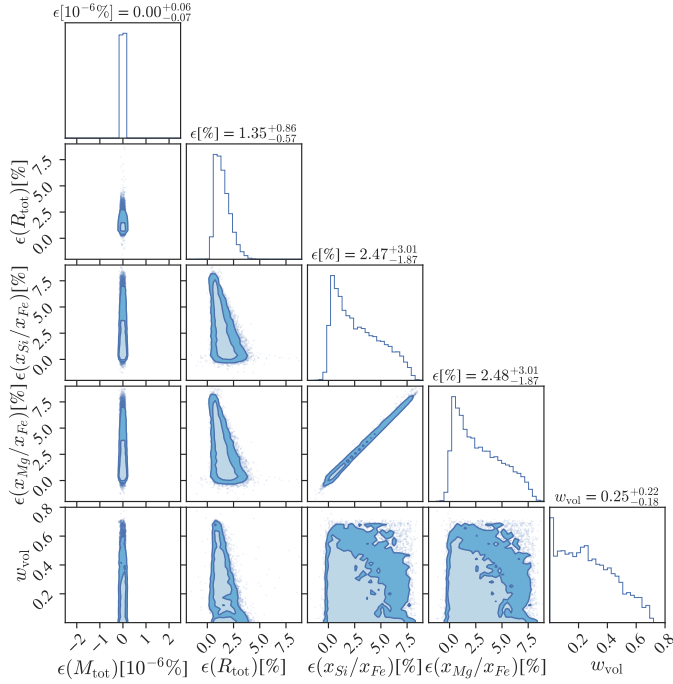 ϵ[10⁻⁶%] = 0.00^{+0.06}_{−0.07}
ϵ[%] = 1.35^{+0.86}_{−0.57}
ϵ(R_tot)[%]
7.5
5.0
2.5
0.0
ϵ[%] = 2.47^{+3.01}_{−1.87}
ϵ(x_Si/x_Fe)[%]
7.5
5.0
2.5
0.0
ϵ[%] = 2.48^{+3.01}_{−1.87}
ϵ(x_Mg/x_Fe)[%]
7.5
5.0
2.5
0.0
w_vol = 0.25^{+0.22}_{−0.18}
w_vol
0.8
0.6
0.4
0.2
−2 −1 0 1 2 0.0 2.5 5.0 7.5 0.0 2.5 5.0 7.5 0.0 2.5 5.0 7.5 0.2 0.4 0.6 0.8
ϵ(M_tot)[10⁻⁶%] ϵ(R_tot)[%] ϵ(x_Si/x_Fe)[%] ϵ(x_Mg/x_Fe)[%] w_vol